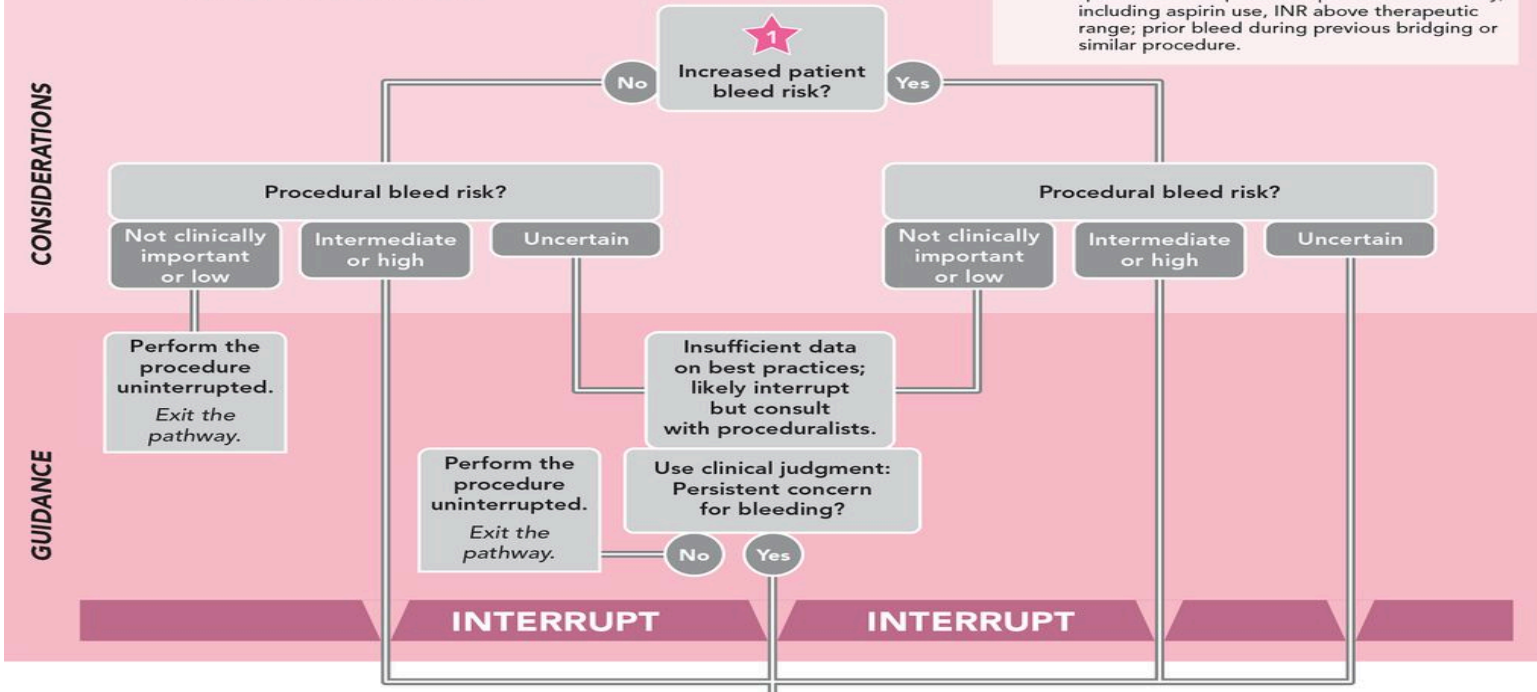 including aspirin use, INR above therapeutic
range; prior bleed during previous bridging or
similar procedure.
1
Increased patient
bleed risk?
No
Yes
CONSIDERATIONS
Procedural bleed risk?
Not clinically
important
or low
Intermediate
or high
Uncertain
Procedural bleed risk?
Not clinically
important
or low
Intermediate
or high
Uncertain
GUIDANCE
Perform the
procedure
uninterrupted.
Exit the
pathway.
Insufficient data
on best practices;
likely interrupt
but consult
with proceduralists.
Perform the
procedure
uninterrupted.
Exit the
pathway.
Use clinical judgment:
Persistent concern
for bleeding?
No
Yes
INTERRUPT
INTERRUPT